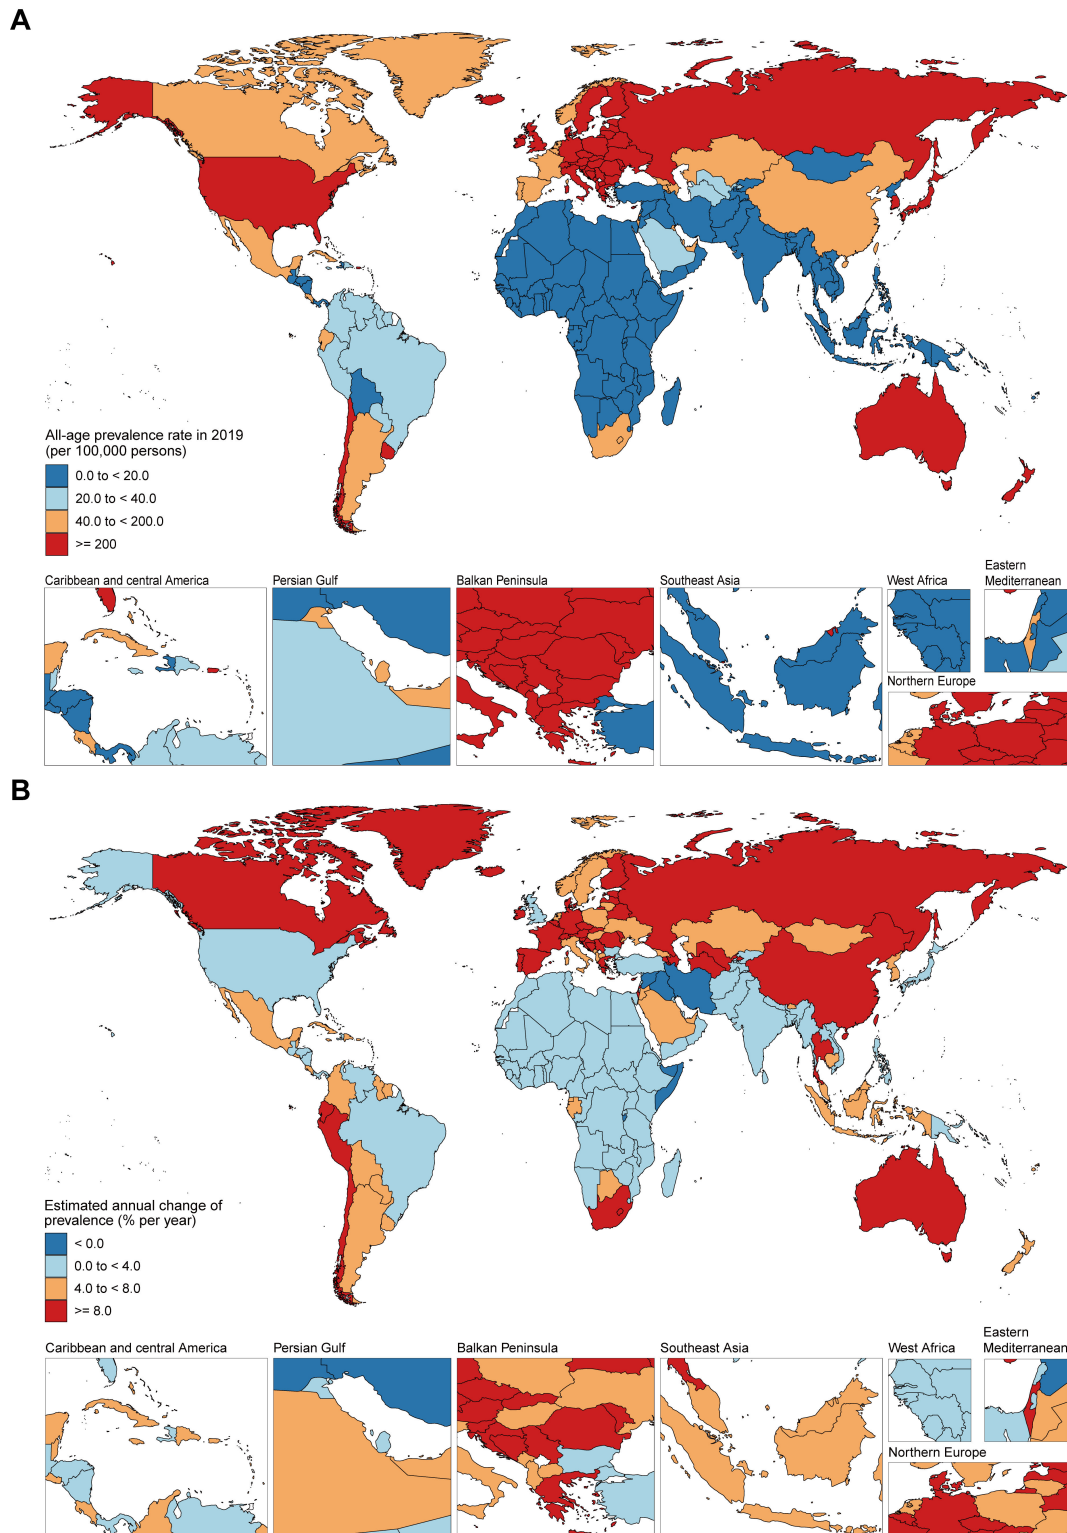 A
All-age prevalence rate in 2019
(per 100,000 persons)
0.0 to < 20.0
20.0 to < 40.0
40.0 to < 200.0
>= 200
Caribbean and central America
Persian Gulf
Balkan Peninsula
Southeast Asia
West Africa
Eastern
Mediterranean
Northern Europe
B
Estimated annual change of
prevalence (% per year)
< 0.0
0.0 to < 4.0
4.0 to < 8.0
>= 8.0
Caribbean and central America
Persian Gulf
Balkan Peninsula
Southeast Asia
West Africa
Eastern
Mediterranean
Northern Europe